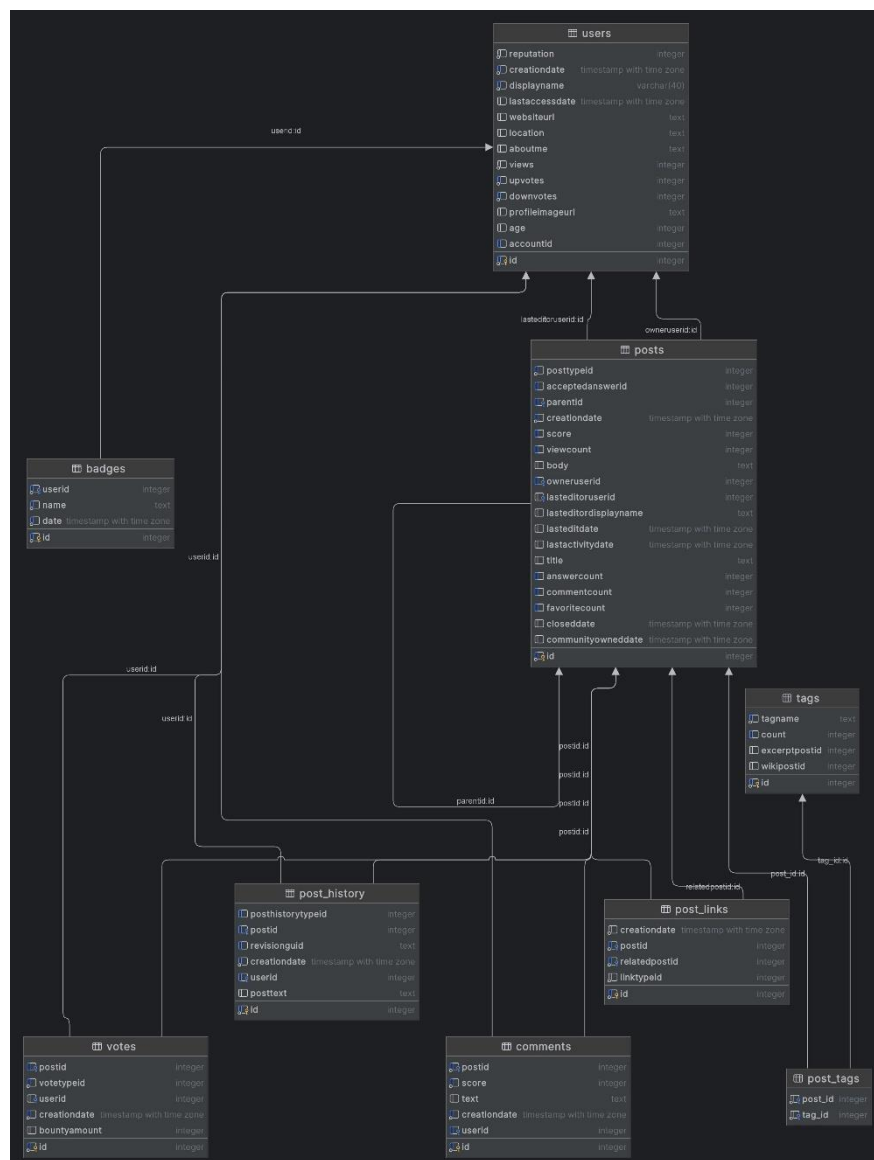 users
reputation integer
creationdate timestamp with time zone
displayname varchar(40)
lastaccessdate timestamp with time zone
websiteurl text
location text
aboutme text
views integer
upvotes integer
downvotes integer
profileimageurl text
age integer
accountid integer
id integer
userid:id
lasteditoruserid:id
owneruserid:id
posts
posttypeid integer
acceptedanswerid integer
parentid integer
creationdate timestamp with time zone
score integer
viewcount integer
body text
owneruserid integer
lasteditoruserid integer
lasteditordisplayname text
lasteditdate timestamp with time zone
lastactivitydate timestamp with time zone
title text
answercount integer
commentcount integer
favoritecount integer
closeddate timestamp with time zone
communityowneddate timestamp with time zone
id integer
badges
userid integer
name text
date timestamp with time zone
id integer
userid:id
userid:id
userid:id
postid:id
postid:id
postid:id
postid:id
parentid:id
tags
tagname text
count integer
excerptpostid integer
wikipostid integer
id integer
tag_id:id
post_id:id
relatedpostid:id
post_history
posthistorytypeid integer
postid integer
revisionguid text
creationdate timestamp with time zone
userid integer
posttext text
id integer
post_links
creationdate timestamp with time zone
postid integer
relatedpostid integer
linktypeid integer
id integer
votes
postid integer
votetypeid integer
userid integer
creationdate timestamp with time zone
bountyamount integer
id integer
comments
postid integer
score integer
text text
creationdate timestamp with time zone
userid integer
id integer
post_tags
post_id integer
tag_id integer